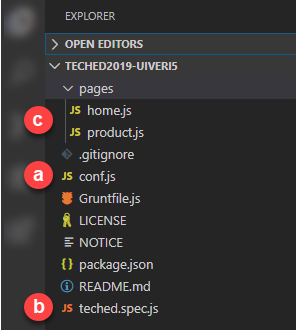 EXPLORER
OPEN EDITORS
TECHED2019-UIVERI5
pages
c JS home.js
JS product.js
.gitignore
a JS conf.js
Gruntfile.js
LICENSE
NOTICE
{ } package.json
README.md
b JS teched.spec.js